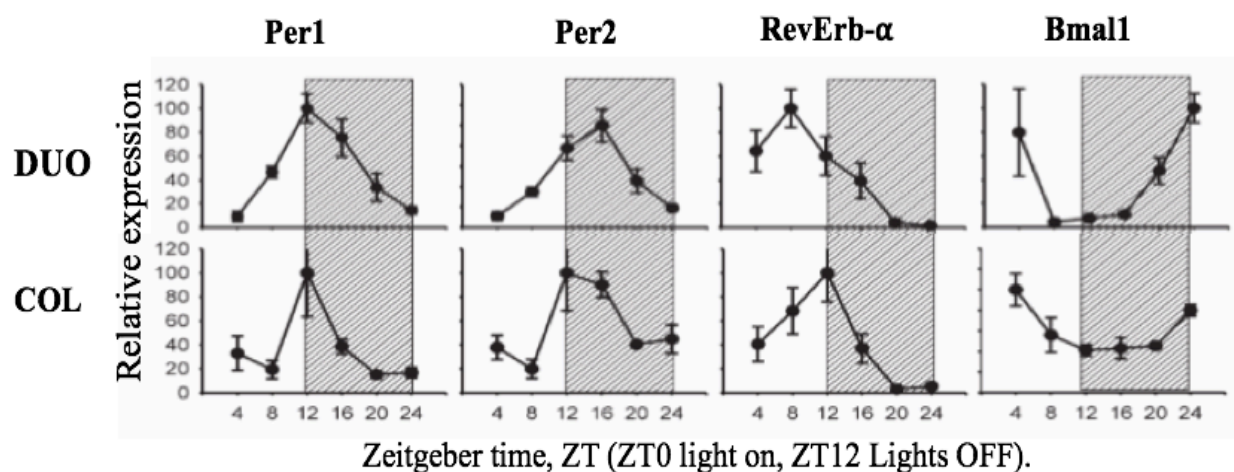 Per1 Per2 RevErb-α Bmal1
Relative expression
DUO
120
100
80
60
40
20
0
COL
120
100
80
60
40
20
0
4 8 12 16 20 24 4 8 12 16 20 24 4 8 12 16 20 24 4 8 12 16 20 24
Zeitgeber time, ZT (ZT0 light on, ZT12 Lights OFF).